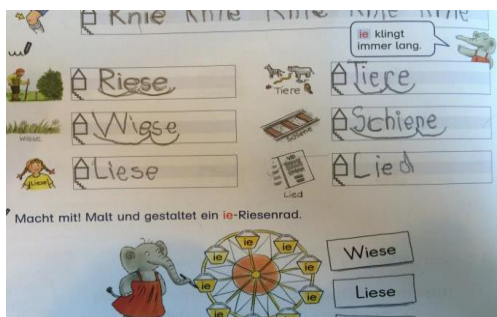 Knie Knie Knie Knie Knie
ie klingt
immer lang.
Riese
Tiere
Tiere
Wiese
Wiese
Schiene
Schiene
Liese
Liese
Lied
Lied
Macht mit! Malt und gestaltet ein ie-Riesenrad.
ie
ie
ie
ie
ie
ie
ie
ie
Wiese
Liese